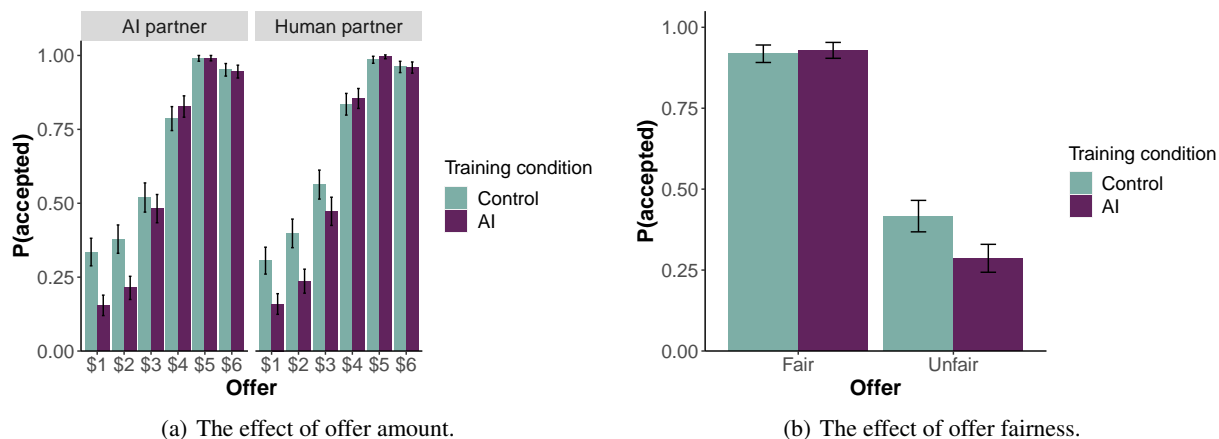 AI partner
Human partner
P(accepted)
1.00
0.75
0.50
0.25
0.00
$1 $2 $3 $4 $5 $6
$1 $2 $3 $4 $5 $6
Offer
Training condition
Control
AI
(a) The effect of offer amount.
P(accepted)
1.00
0.75
0.50
0.25
0.00
Fair
Unfair
Offer
Training condition
Control
AI
(b) The effect of offer fairness.